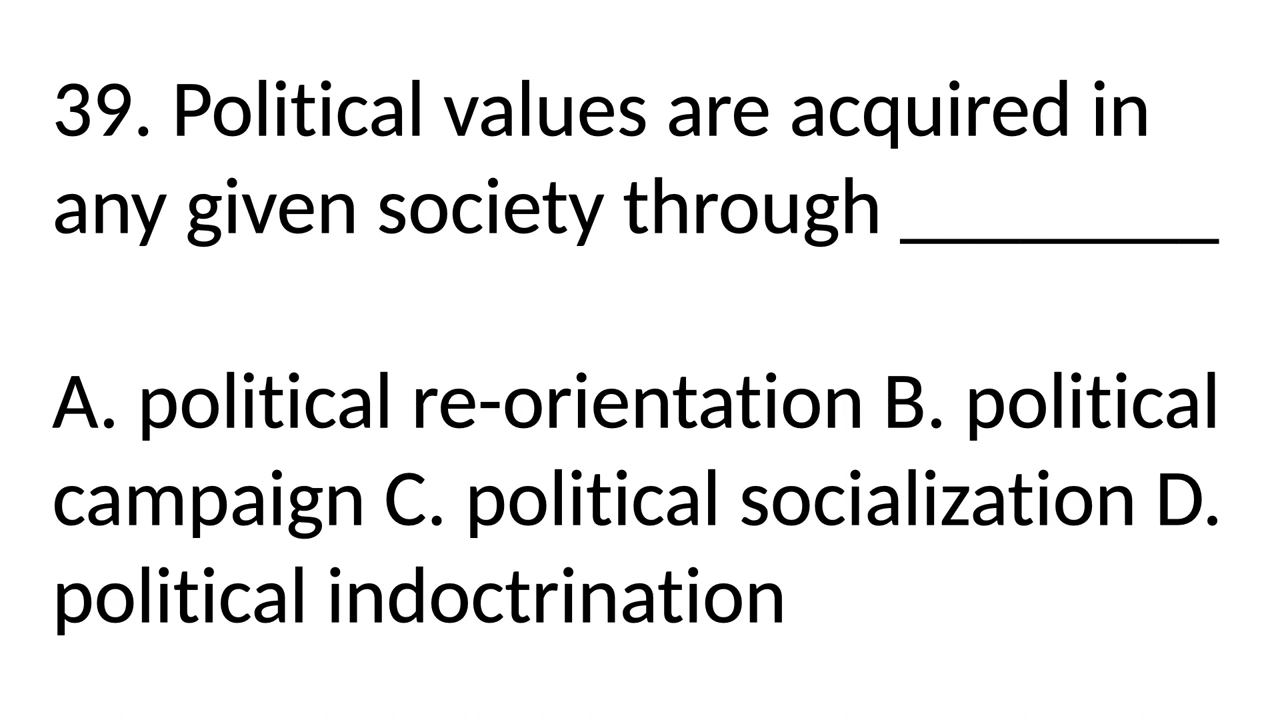 39. Political values are acquired in
any given society through _________
A. political re-orientation B. political
campaign C. political socialization D.
political indoctrination